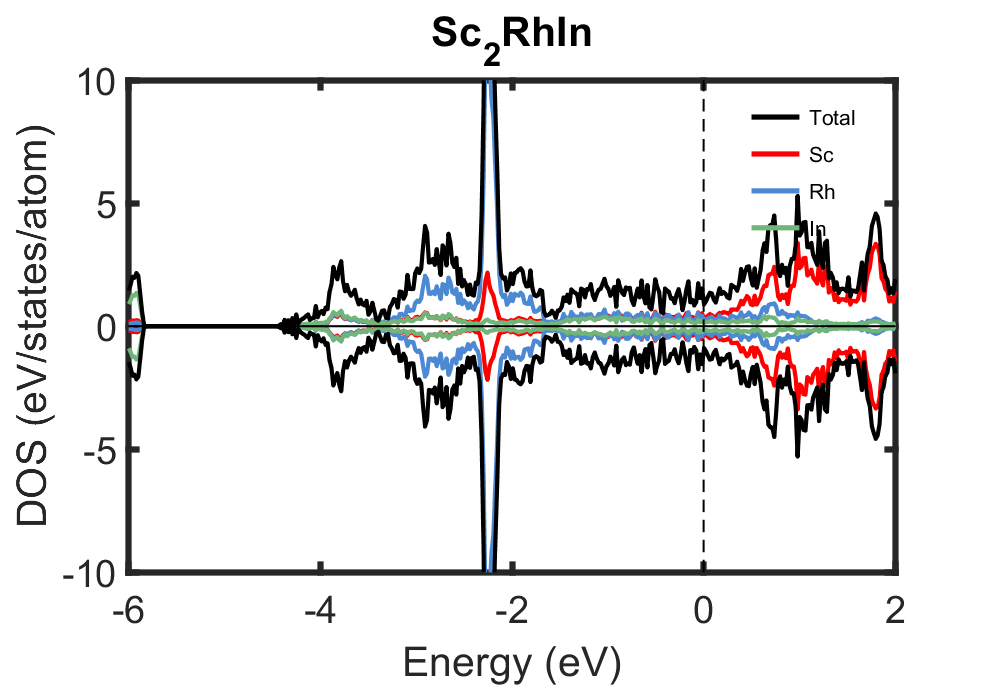 Sc2RhIn
10
5
0
-5
-10
DOS (eV/states/atom)
-6
-4
-2
0
2
Energy (eV)
Total
Sc
Rh
In